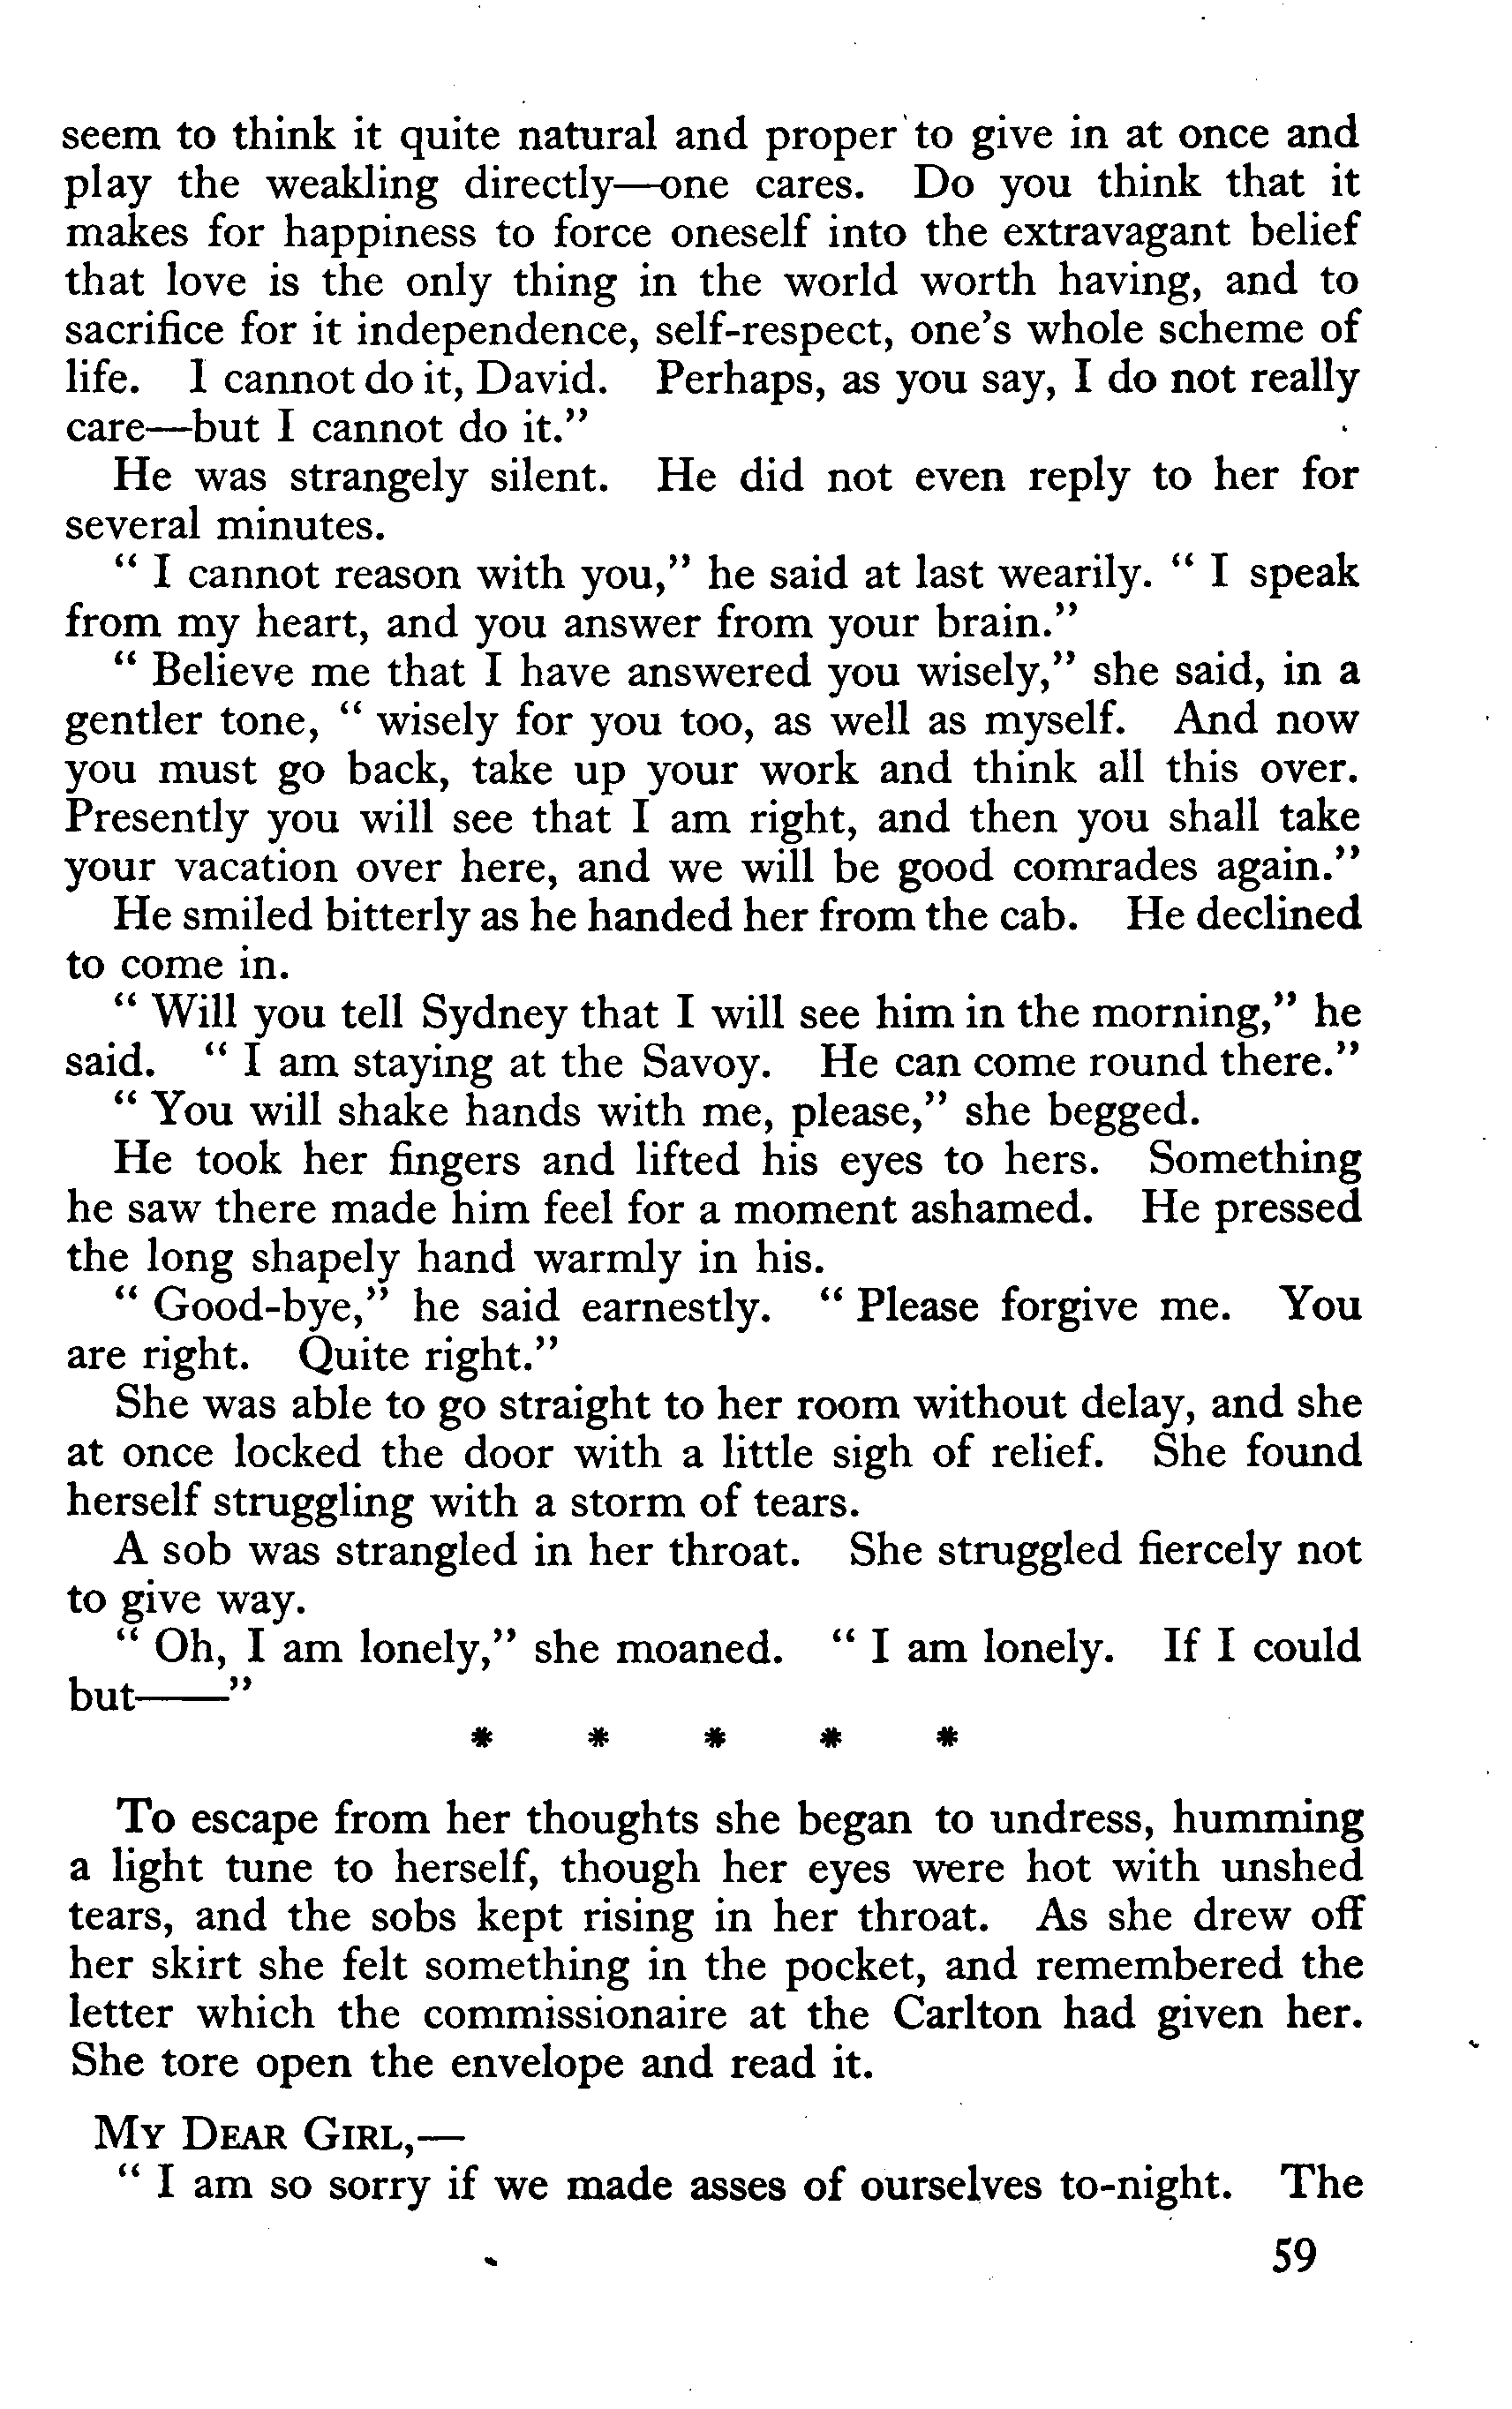 seem to think it quite natural and proper to give in at once and
play the weakling directly—one cares. Do you think that it
makes for happiness to force oneself into the extravagant belief
that love is the only thing in the world worth having, and to
sacrifice for it independence, self-respect, one's whole scheme of
life. I cannot do it, David. Perhaps, as you say, I do not really
care—but I cannot do it."
He was strangely silent. He did not even reply to her for
several minutes.
" I cannot reason with you," he said at last wearily. " I speak
from my heart, and you answer from your brain."
" Believe me that I have answered you wisely," she said, in a
gentler tone, " wisely for you too, as well as myself. And now
you must go back, take up your work and think all this over.
Presently you will see that I am right, and then you shall take
your vacation over here, and we will be good comrades again."
He smiled bitterly as he handed her from the cab. He declined
to come in.
" Will you tell Sydney that I will see him in the morning," he
said. " I am staying at the Savoy. He can come round there."
" You will shake hands with me, please," she begged.
He took her fingers and lifted his eyes to hers. Something
he saw there made him feel for a moment ashamed. He pressed
the long shapely hand warmly in his.
" Good-bye," he said earnestly. " Please forgive me. You
are right. Quite right."
She was able to go straight to her room without delay, and she
at once locked the door with a little sigh of relief. She found
herself struggling with a storm of tears.
A sob was strangled in her throat. She struggled fiercely not
to give way.
" Oh, I am lonely," she moaned. " I am lonely. If I could
but——"
* * * * *
To escape from her thoughts she began to undress, humming
a light tune to herself, though her eyes were hot with unshed
tears, and the sobs kept rising in her throat. As she drew off
her skirt she felt something in the pocket, and remembered the
letter which the commissionaire at the Carlton had given her.
She tore open the envelope and read it.
MY DEAR GIRL,—
" I am so sorry if we made asses of ourselves to-night. The
59